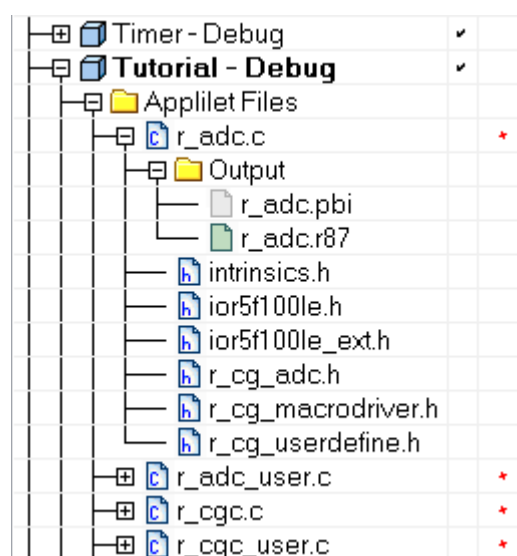 Timer - Debug
Tutorial - Debug
Applilet Files
r_adc.c
Output
r_adc.pbi
r_adc.r87
intrinsics.h
ior5f100le.h
ior5f100le_ext.h
r_cg_adc.h
r_cg_macrodriver.h
r_cg_userdefine.h
r_adc_user.c
r_cgc.c
r_cgc_user.c